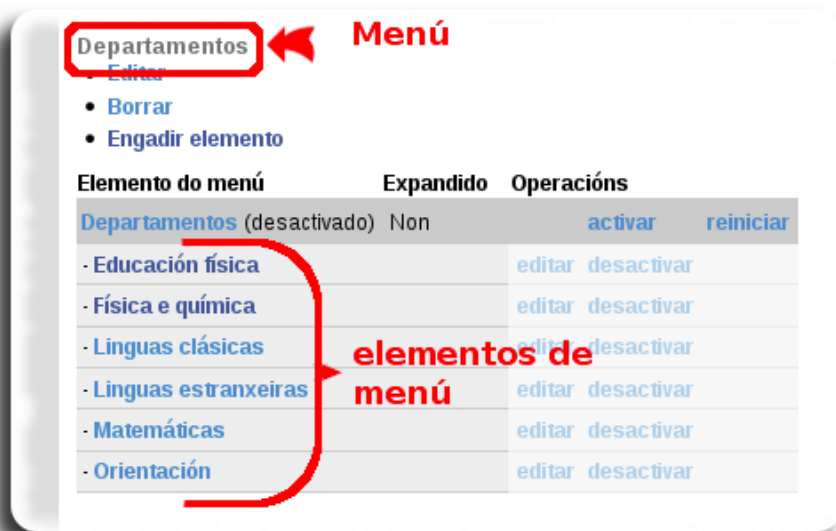 Departamentos
Menú
• Editar
• Borrar
• Engadir elemento
Elemento do menú Expandido Operacións
Departamentos (desactivado) Non activar reiniciar
- Educación física editar desactivar
- Física e química editar desactivar
- Linguas clásicas editar desactivar
- Linguas estranxeiras editar desactivar
- Matemáticas editar desactivar
- Orientación editar desactivar
elementos de
menú